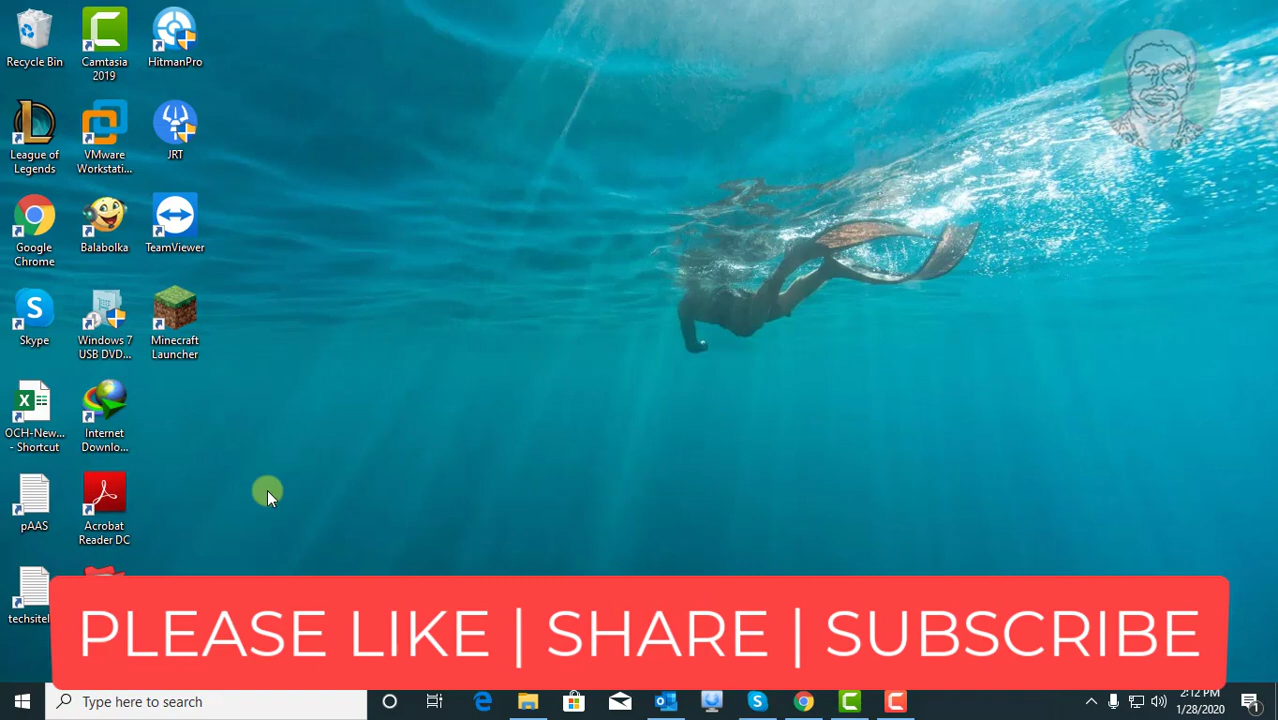 Recycle Bin
Camtasia
2019
HitmanPro
League of
Legends
VMware
Workstati...
JRT
Google
Chrome
Balabolka
TeamViewer
Skype
Windows 7
USB DVD...
Minecraft
Launcher
OCH-New...
- Shortcut
Internet
Downlo...
pAAS
Acrobat
Reader DC
PLEASE LIKE | SHARE | SUBSCRIBE
Type here to search
2:12 PM
1/28/2020
1